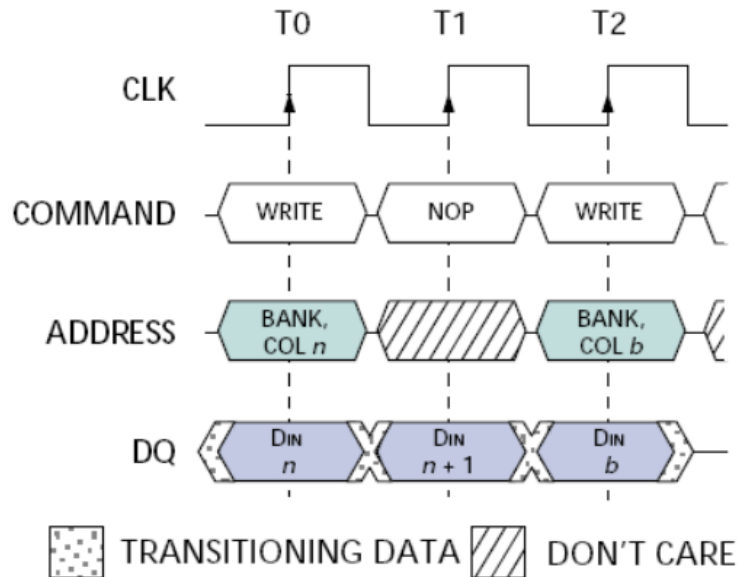 T0 T1 T2
CLK
COMMAND WRITE NOP WRITE
ADDRESS BANK, COL n BANK, COL b
DQ DIN n DIN n + 1 DIN b
TRANSITIONING DATA DON'T CARE